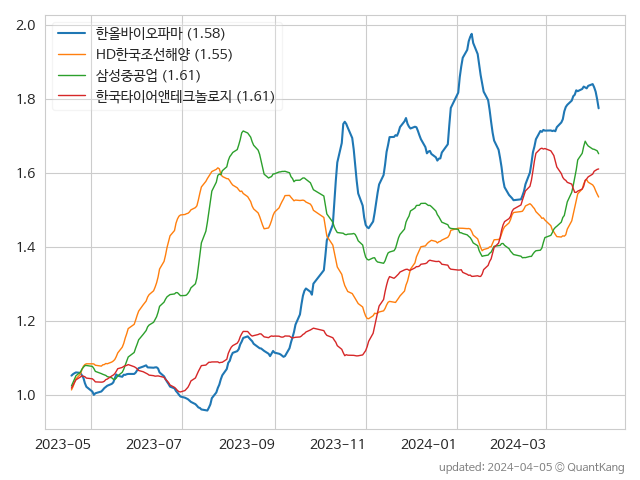 2.0
1.8
1.6
1.4
1.2
1.0
한올바이오파마 (1.58)
HD한국조선해양 (1.55)
삼성중공업 (1.61)
한국타이어앤테크놀로지 (1.61)
2023-05 2023-07 2023-09 2023-11 2024-01 2024-03
updated: 2024-04-05 © QuantKang